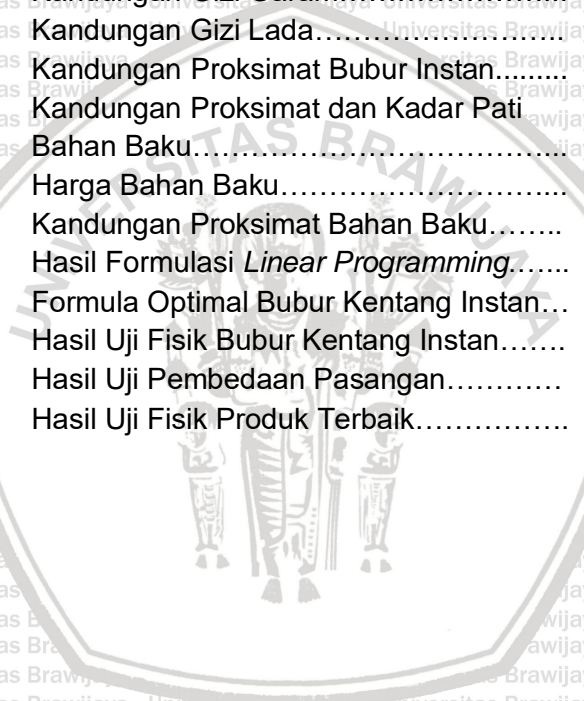 Kandungan Gizi Lada……………………...
Kandungan Proksimat Bubur Instan.........
Kandungan Proksimat dan Kadar Pati
Bahan Baku……………………………...
Harga Bahan Baku………………………...
Kandungan Proksimat Bahan Baku……..
Hasil Formulasi Linear Programming.…...
Formula Optimal Bubur Kentang Instan…
Hasil Uji Fisik Bubur Kentang Instan…….
Hasil Uji Pembedaan Pasangan…………
Hasil Uji Fisik Produk Terbaik…………….